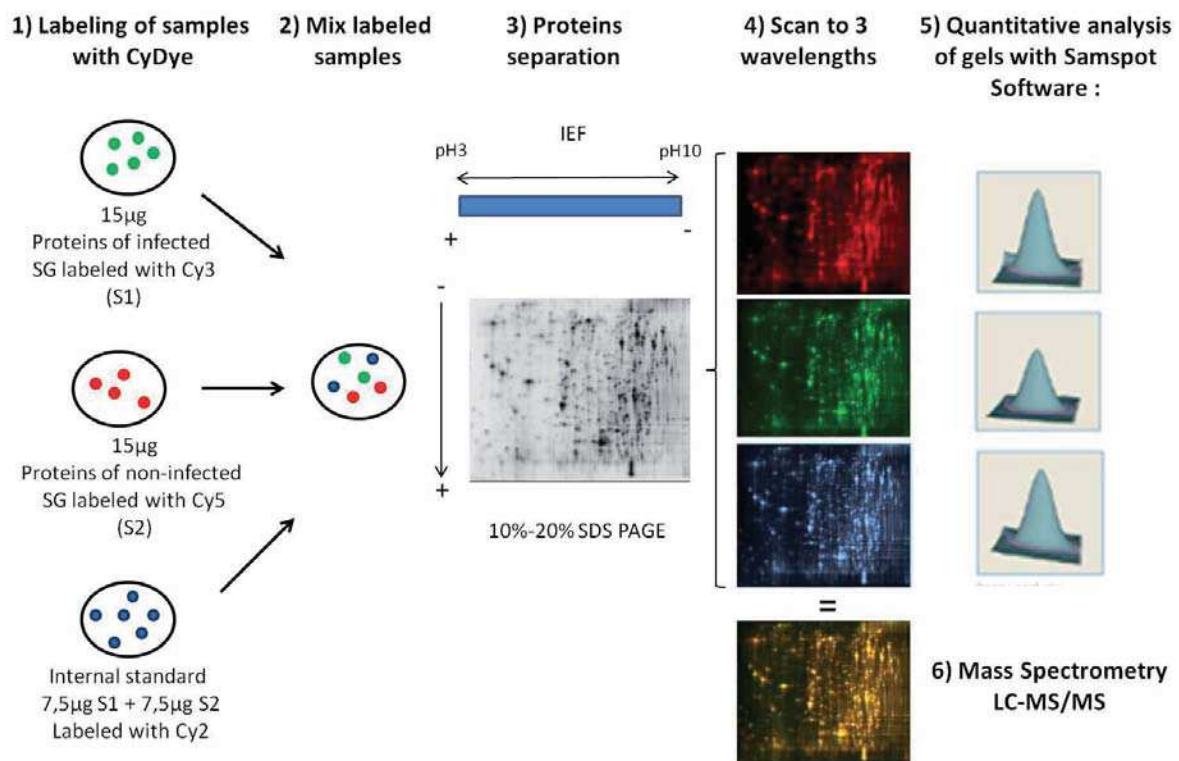 1) Labeling of samples
with CyDye
2) Mix labeled
samples
3) Proteins
separation
4) Scan to 3
wavelengths
5) Quantitative analysis
of gels with Samspot
Software :
15µg
Proteins of infected
SG labeled with Cy3
(S1)
15µg
Proteins of non-infected
SG labeled with Cy5
(S2)
Internal standard
7,5µg S1 + 7,5µg S2
Labeled with Cy2
IEF
pH3
pH10
+
-
-
+
10%-20% SDS PAGE
=
6) Mass Spectrometry
LC-MS/MS